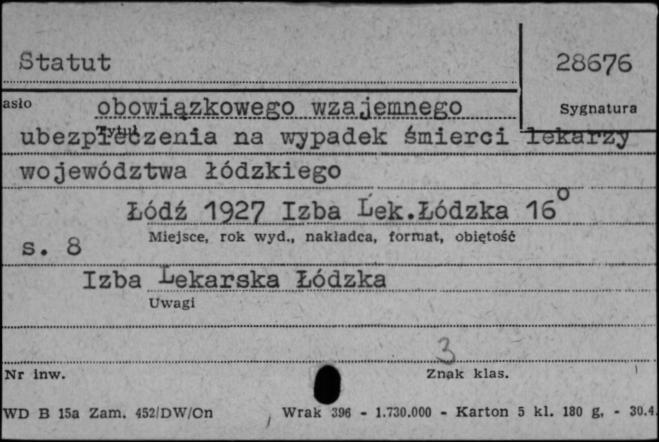 Statut 28676
asło obowiązkowego wzajemnego Sygnatura
Tytuł
ubezpieczenia na wypadek śmierci lekarzy
województwa łódzkiego
Łódź 1927 Izba Lek.Łódzka 16°
Miejsce, rok wyd., nakładca, format, objętość
s. 8
Izba Lekarska Łódzka
Uwagi
3
Nr inw. Znak klas.
WD B 15a Zam. 452/DW/On Wrak 396 - 1.730.000 - Karton 5 kl. 180 g. - 30.4.